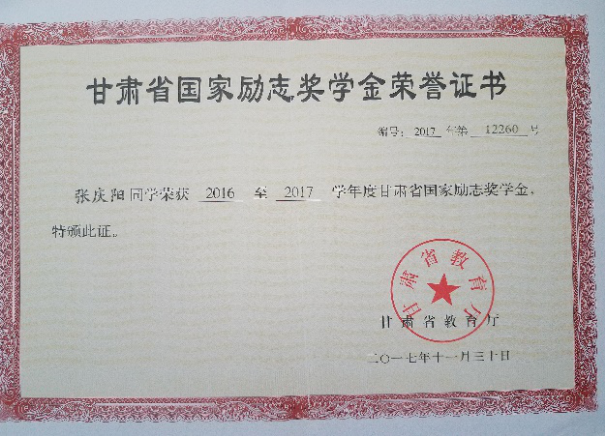 甘肃省国家励志奖学金荣誉证书
编号：2017 年第 12260 号
张庆阳同学荣获 2016 至 2017 学年度甘肃省国家励志奖学金，
特颁此证。
甘肃省教育厅
甘肃省教育厅
二〇一七年十一月三十日